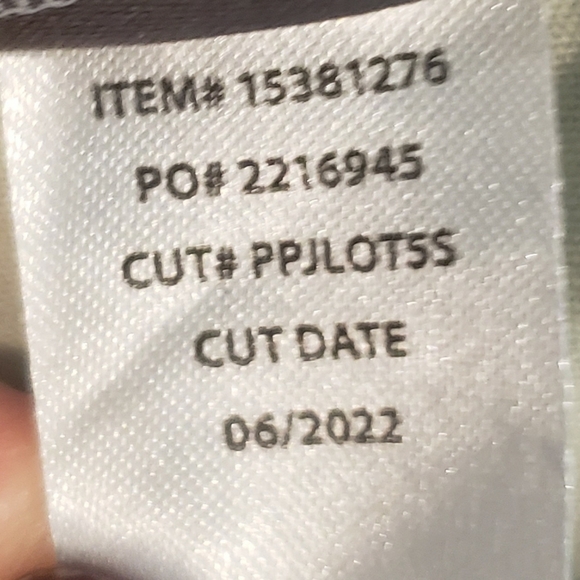 ITEM# 15381276
PO# 2216945
CUT# PPJLOT5S
CUT DATE
06/2022